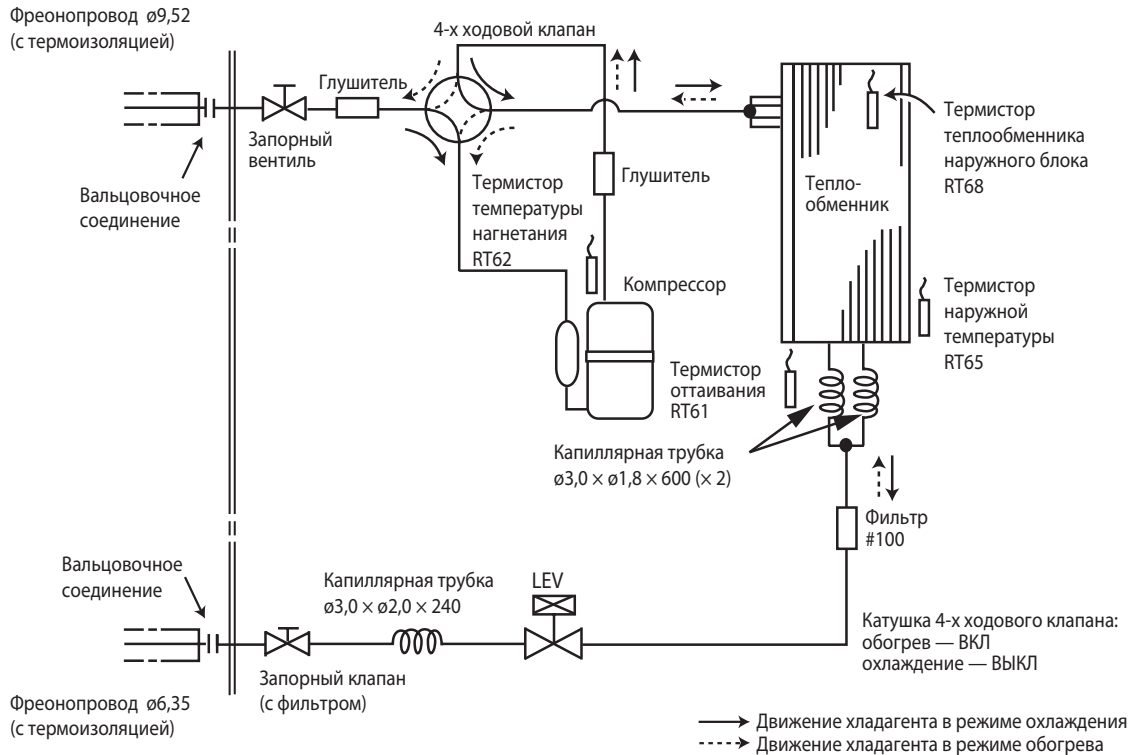 Фреонопровод ø9,52
(с термоизоляцией)
4-х ходовой клапан
Глушитель
Запорный
вентиль
Вальцовочное
соединение
Термистор
температуры
нагнетания
RT62
Глушитель
Компрессор
Тепло-
обменник
Термистор
теплообменника
наружного блока
RT68
Термистор
наружной
температуры
RT65
Термистор
оттаивания
RT61
Капиллярная трубка
ø3,0 × ø1,8 × 600 (× 2)
Фильтр
#100
Вальцовочное
соединение
Капиллярная трубка
ø3,0 × ø2,0 × 240
LEV
Запорный клапан
(с фильтром)
Фреонопровод ø6,35
(с термоизоляцией)
Катушка 4-х ходового клапана:
обогрев — ВКЛ
охлаждение — ВЫКЛ
Движение хладагента в режиме охлаждения
Движение хладагента в режиме обогрева